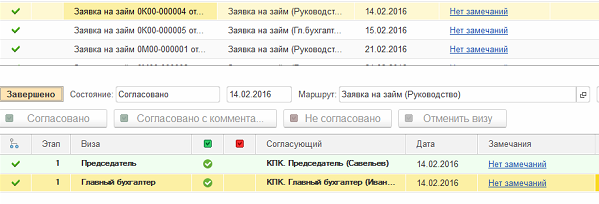 Заявка на займ 0К00-000004 от... Заявка на займ (Руководст... 14.02.2016 Нет замечаний
Заявка на займ 0К00-000005 от... Заявка на займ (Гл.бухгалт... 15.02.2016 Нет замечаний
Заявка на займ 0М00-000001 от... Заявка на займ (Руководст... 21.02.2016 Нет замечаний
Завершено Состояние: Согласовано 14.02.2016 Маршрут: Заявка на займ (Руководство)
Согласовано Согласовано с коммента... Не согласовано Отменить визу
Этап Виза Согласующий Дата Замечания
1 Председатель КПК. Председатель (Савельев) 14.02.2016 Нет замечаний
1 Главный бухгалтер КПК. Главный бухгалтер (Иван... 14.02.2016 Нет замечаний